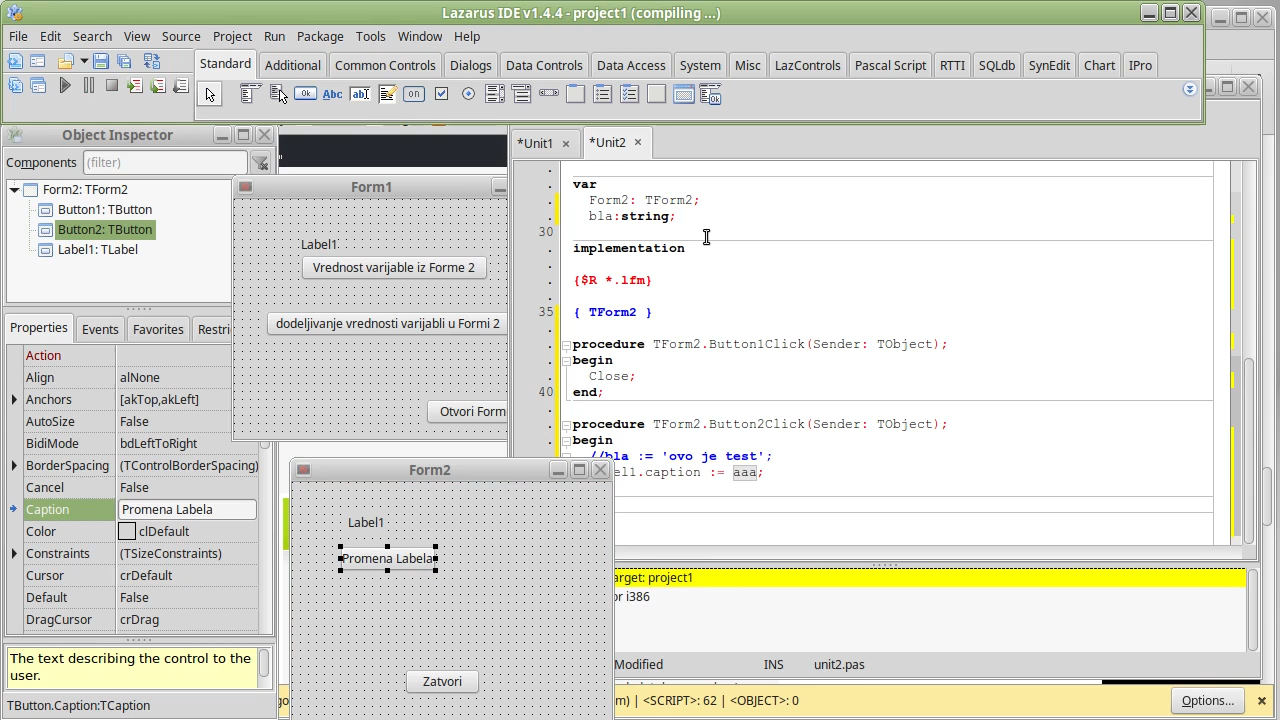 Lazarus IDE v1.4.4 - project1 (compiling ...)
File Edit Search View Source Project Run Package Tools Window Help
Standard Additional Common Controls Dialogs Data Controls Data Access System Misc LazControls Pascal Script RTTI SQLdb SynEdit Chart IPro
Ok Abc ab on Ok
Object Inspector
Components (filter)
Form2: TForm2
Button1: TButton
Button2: TButton
Label1: TLabel
Properties Events Favorites Restri
Action
Align alNone
Anchors [akTop,akLeft]
AutoSize False
BidiMode bdLeftToRight
BorderSpacing (TControlBorderSpacing)
Cancel False
Caption Promena Labela
Color clDefault
Constraints (TSizeConstraints)
Cursor crDefault
Default False
DragCursor crDrag
The text describing the control to the
user.
TButton.Caption:TCaption
Form1
Label1
Vrednost varijable iz Forme 2
dodeljivanje vrednosti varijabli u Formi 2
Otvori Form
Form2
Label1
Promena Labela
Zatvori
*Unit1 *Unit2
var
Form2: TForm2;
bla:string;
30
implementation
{$R *.lfm}
35 { TForm2 }
procedure TForm2.Button1Click(Sender: TObject);
begin
Close;
40 end;
procedure TForm2.Button2Click(Sender: TObject);
begin
//bla := 'ovo je test';
el1.caption := aaa;
arget: project1
or i386
Modified INS unit2.pas
m) | <SCRIPT>: 62 | <OBJECT>: 0
Options...